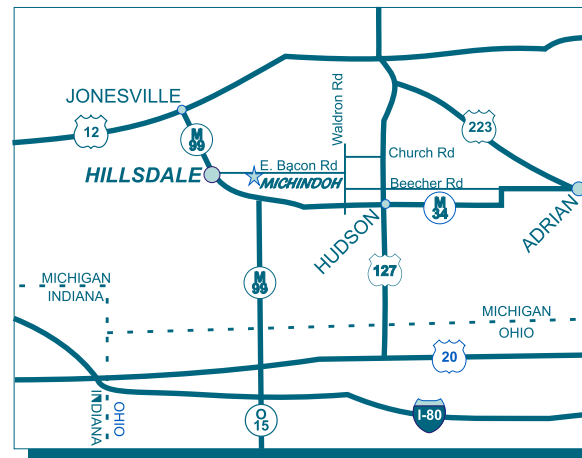 JONESVILLE
12
M
99
Waldron Rd
223
Church Rd
E. Bacon Rd
HILLSDALE
MICHINDOH
Beecher Rd
M
34
HUDSON
ADRIAN
M
99
127
MICHIGAN
INDIANA
MICHIGAN
OHIO
20
INDIANA
OHIO
O
15
I-80